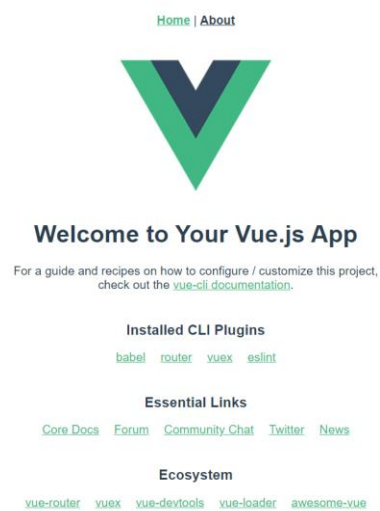 Home | About
Welcome to Your Vue.js App
For a guide and recipes on how to configure / customize this project,
check out the vue-cli documentation.
Installed CLI Plugins
babel router vuex eslint
Essential Links
Core Docs Forum Community Chat Twitter News
Ecosystem
vue-router vuex vue-devtools vue-loader awesome-vue